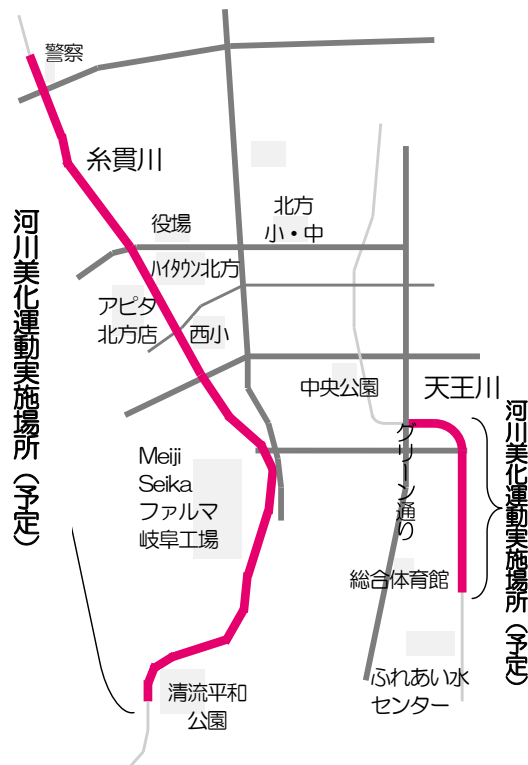 警察
糸貫川
役場
北方
小・中
ハイタウン北方
アピタ
北方店
西小
中央公園
天王川
河川美化運動実施場所（予定）
グリーン通り
河川美化運動実施場所（予定）
Meiji
Seika
ファルマ
岐阜工場
総合体育館
清流平和
公園
ふれあい水
センター